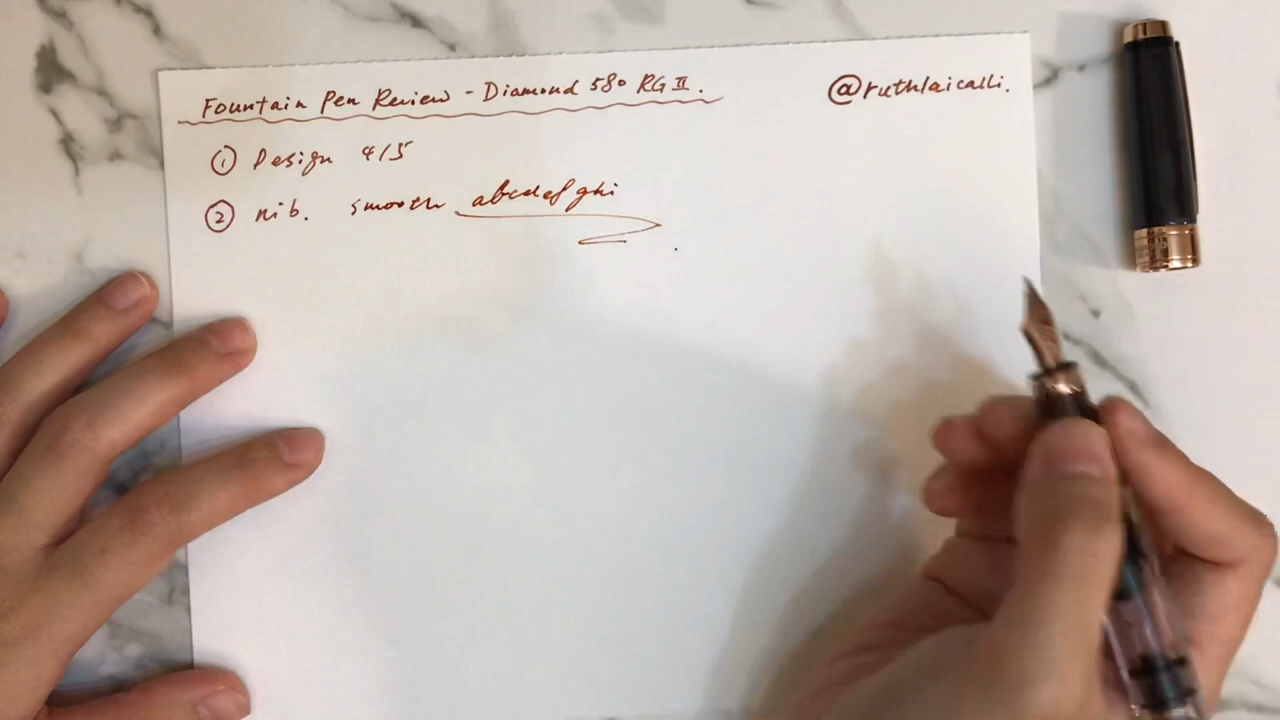 Fountain Pen Review - Diamond 580 RG II.
@ruthlaicalli.
① Design 4/5
② nib. smooth abcdefghi